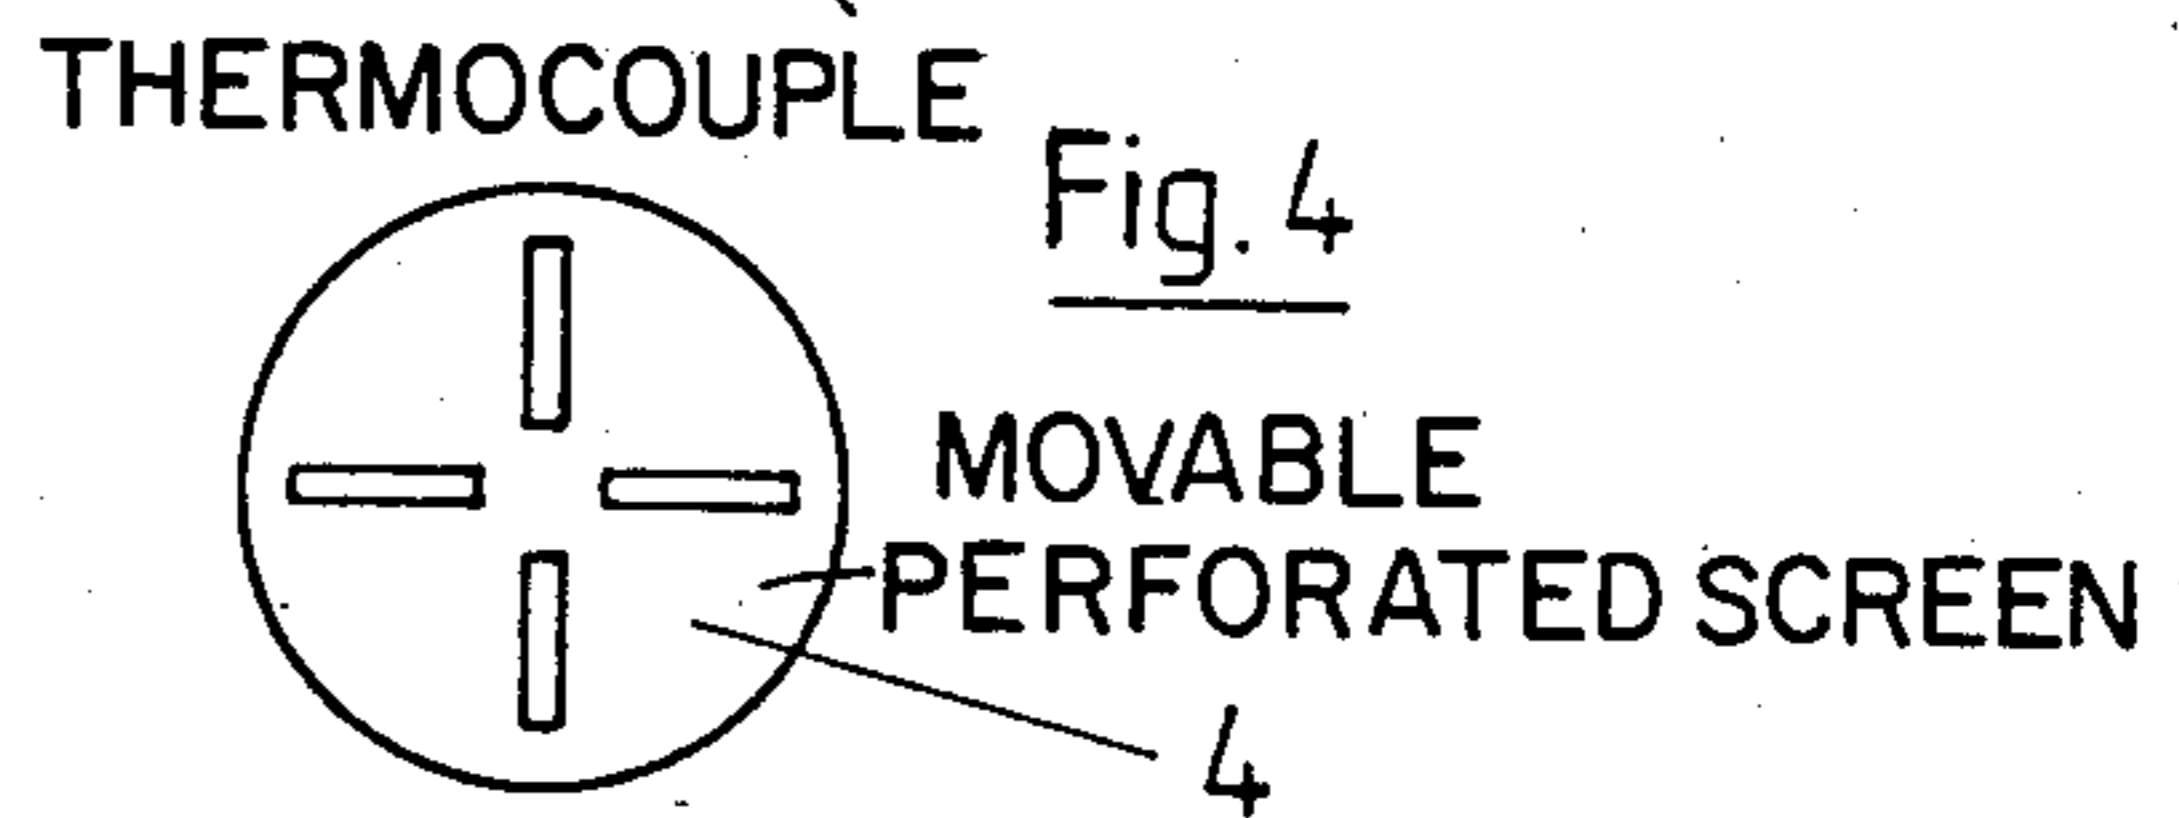 THERMOCOUPLE
Fig. 4
MOVABLE
PERFORATED SCREEN
4